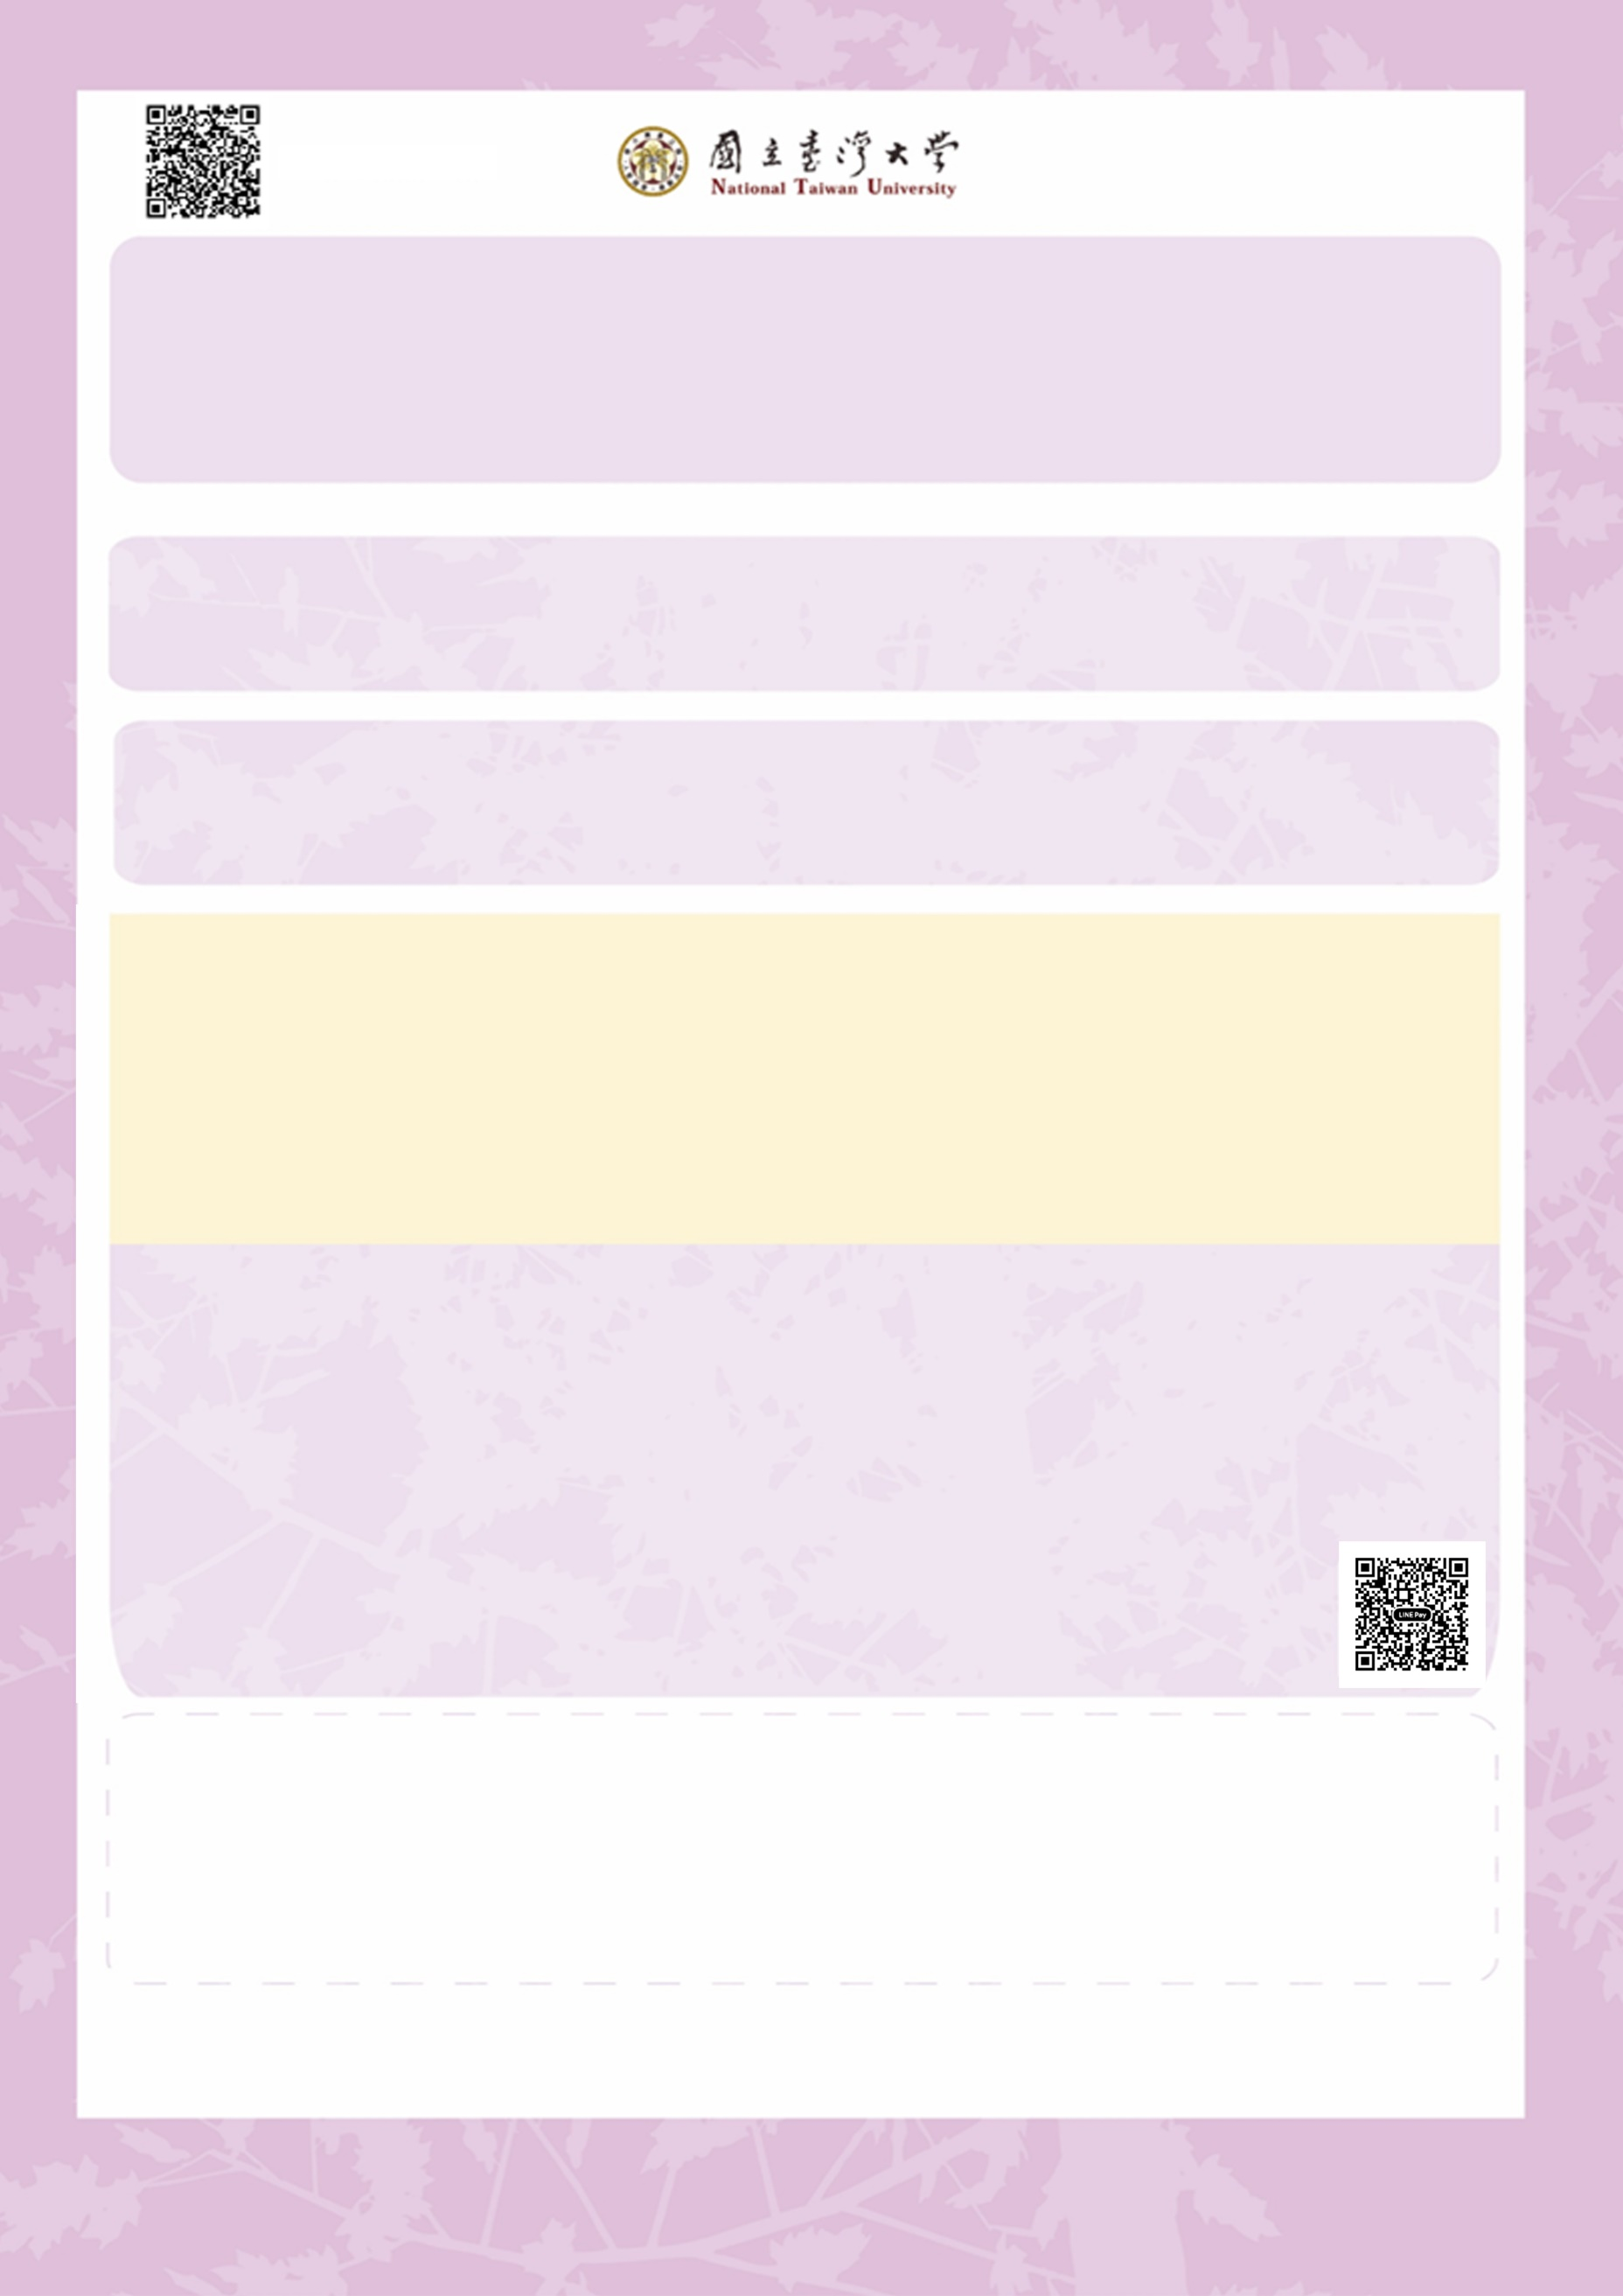 國立臺灣大學
National Taiwan University
LINE Pay